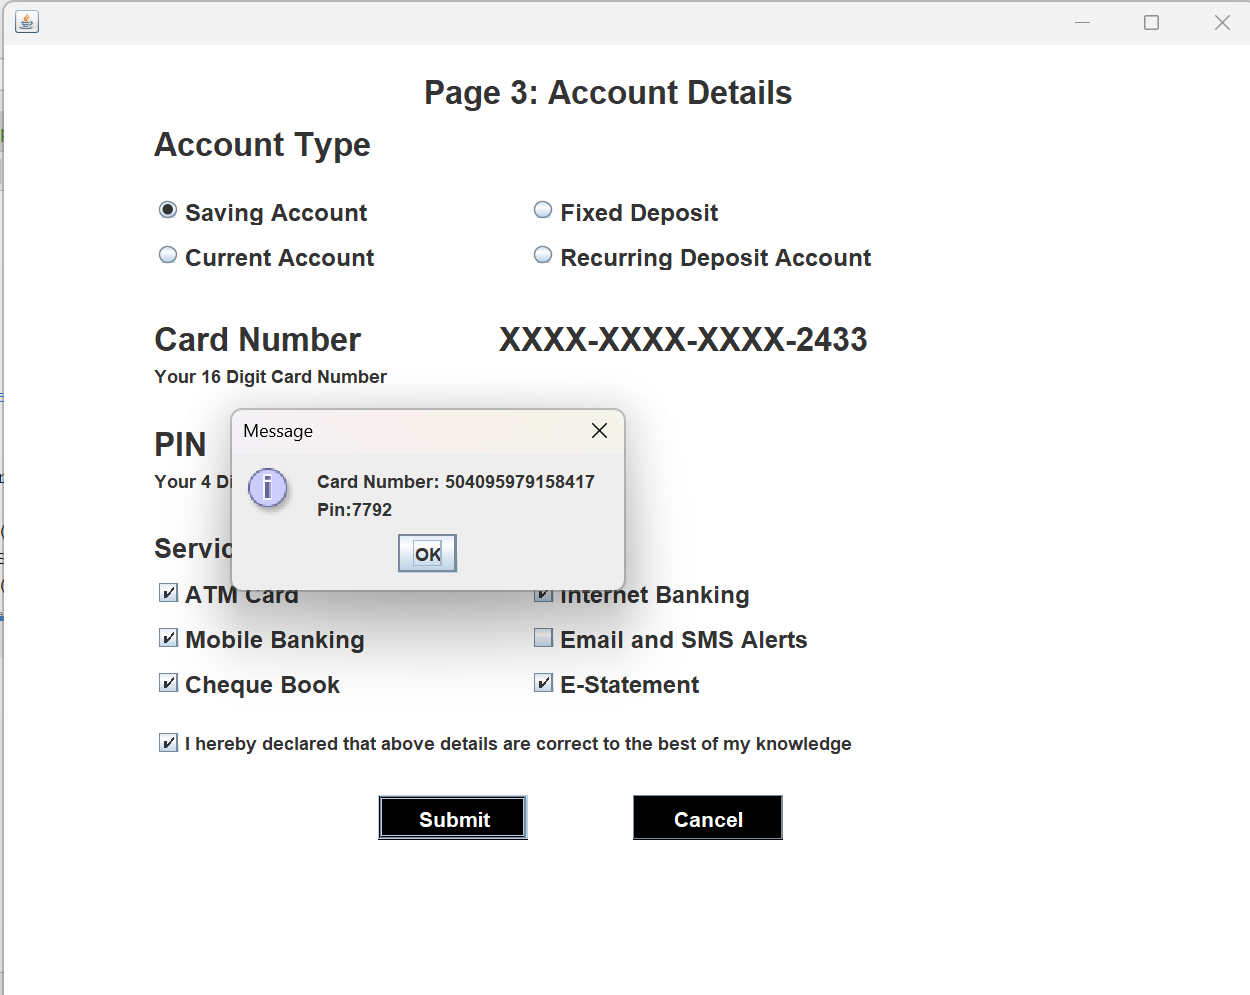 Page 3: Account Details
Account Type
Saving Account
Fixed Deposit
Current Account
Recurring Deposit Account
Card Number
XXXX-XXXX-XXXX-2433
Your 16 Digit Card Number
PIN
Your 4 Di
Message
Card Number: 504095979158417
Pin:7792
OK
Servic
ATM Card
Internet Banking
Mobile Banking
Email and SMS Alerts
Cheque Book
E-Statement
I hereby declared that above details are correct to the best of my knowledge
Submit
Cancel